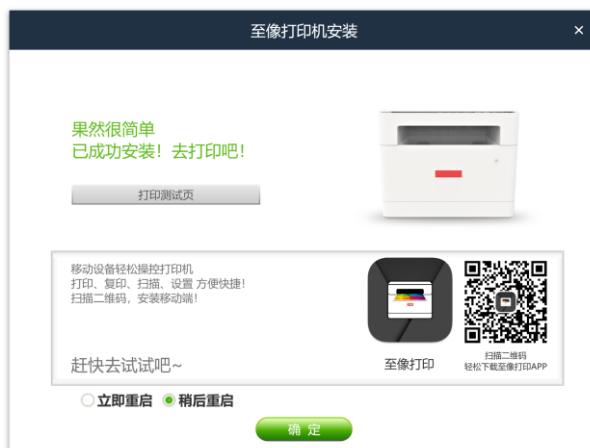 至像打印机安装
×
果然很简单
已成功安装！去打印吧！
打印测试页
移动设备轻松操控打印机
打印、复印、扫描、设置 方便快捷！
扫描二维码，安装移动端！
赶快去试试吧~
至像打印
扫描二维码
轻松下载至像打印APP
立即重启 稍后重启
确 定